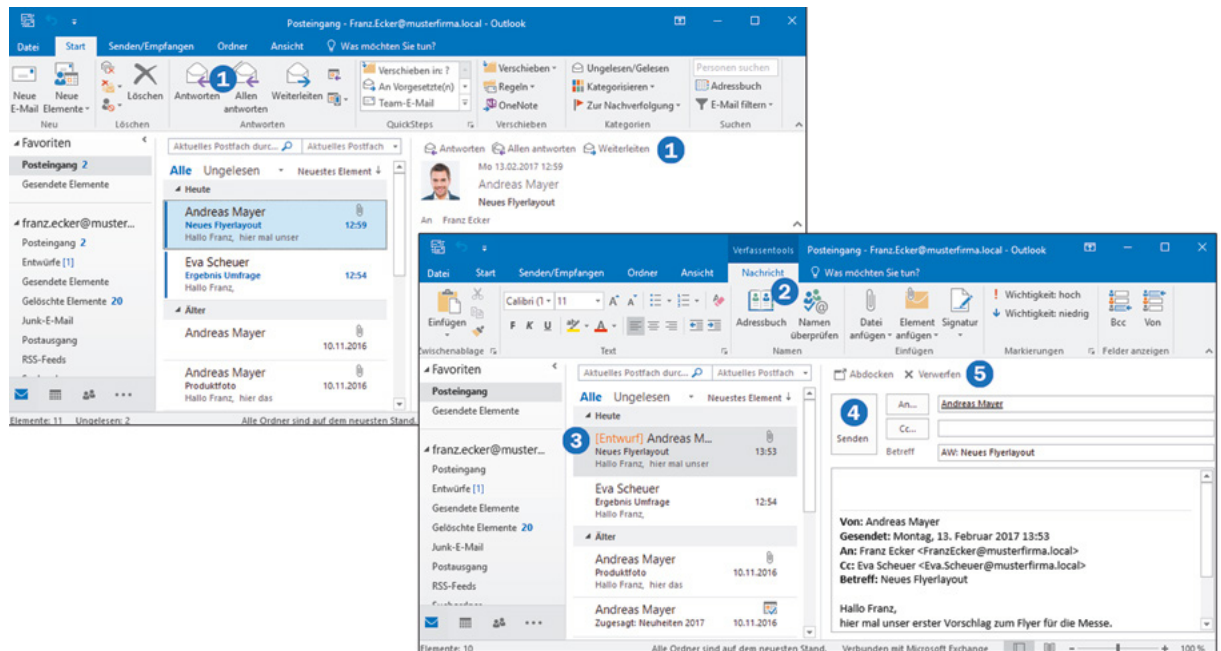 Posteingang - Franz.Ecker@musterfirma.local - Outlook
Datei Start Senden/Empfangen Ordner Ansicht Was möchten Sie tun?
Neue E-Mail
Neue Elemente
Löschen
Antworten
1
Allen antworten
Weiterleiten
Verschieben in: ?
An Vorgesetzte(n)
Team-E-Mail
Verschieben
Regeln
OneNote
Ungelesen/Gelesen
Kategorisieren
Zur Nachverfolgung
Personen suchen
Adressbuch
E-Mail filtern
Neu Löschen Antworten QuickSteps Verschieben Kategorien Suchen
Favoriten
Posteingang 2
Gesendete Elemente
franz.ecker@muster...
Posteingang 2
Entwürfe [1]
Gesendete Elemente
Gelöschte Elemente 20
Junk-E-Mail
Postausgang
RSS-Feeds
Aktuelles Postfach durc... Aktuelles Postfach
Alle Ungelesen Neuestes Element ↓
Heute
Andreas Mayer
Neues Flyerlayout 12:59
Hallo Franz, hier mal unser
Eva Scheuer
Ergebnis Umfrage 12:54
Hallo Franz,
Älter
Andreas Mayer
10.11.2016
Andreas Mayer
Produktfoto 10.11.2016
Hallo Franz, hier das
Antworten Allen antworten Weiterleiten 1
Mo 13.02.2017 12:59
Andreas Mayer
Neues Flyerlayout
An Franz Ecker
Elemente: 11 Ungelesen: 2 Alle Ordner sind auf dem neuesten Stand.
Verfassentools Posteingang - Franz.Ecker@musterfirma.local - Outlook
Datei Start Senden/Empfangen Ordner Ansicht Nachricht Was möchten Sie tun?
2
Einfügen
Calibri (T 11
F K U
Adressbuch
Namen überprüfen
Datei anfügen
Element anfügen
Signatur
Wichtigkeit: hoch
Wichtigkeit: niedrig
Bcc Von
Zwischenablage Text Namen Einfügen Markierungen Felder anzeigen
Favoriten
Posteingang
Gesendete Elemente
franz.ecker@muster...
Posteingang
Entwürfe [1]
Gesendete Elemente
Gelöschte Elemente 20
Junk-E-Mail
Postausgang
RSS-Feeds
Aktuelles Postfach durc... Aktuelles Postfach
Alle Ungelesen Neuestes Element ↓
Heute
3 [Entwurf] Andreas M...
Neues Flyerlayout 13:53
Hallo Franz, hier mal unser
Eva Scheuer
Ergebnis Umfrage 12:54
Hallo Franz,
Älter
Andreas Mayer
Produktfoto 10.11.2016
Hallo Franz, hier das
Andreas Mayer
Zugesagt: Neuheiten 2017 10.11.2016
Abdocken Verwerfen 5
4
Senden
An... Andreas Mayer
Cc...
Betreff AW: Neues Flyerlayout
Von: Andreas Mayer
Gesendet: Montag, 13. Februar 2017 13:53
An: Franz Ecker <FranzEcker@musterfirma.local>
Cc: Eva Scheuer <Eva.Scheuer@musterfirma.local>
Betreff: Neues Flyerlayout
Hallo Franz,
hier mal unser erster Vorschlag zum Flyer für die Messe.
Elemente: 10 Alle Ordner sind auf dem neuesten Stand. Verbunden mit Microsoft Exchange 100 %